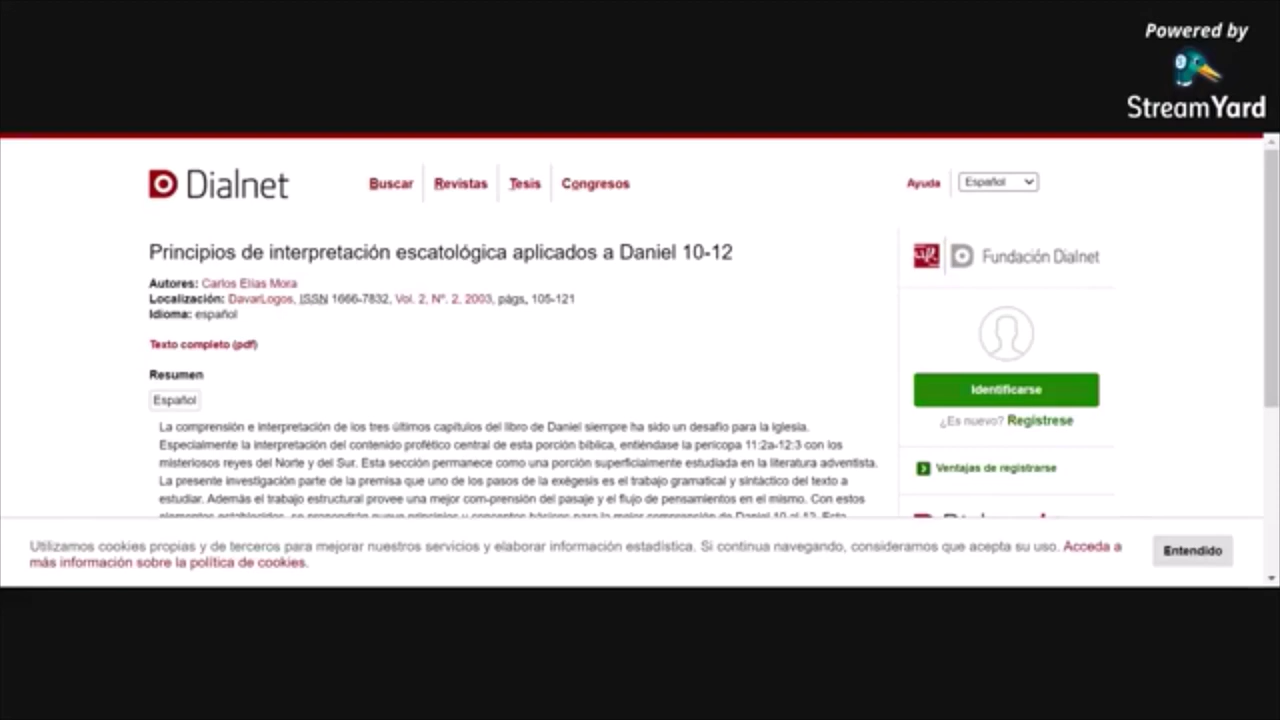 Powered by
StreamYard
Dialnet
Buscar Revistas Tesis Congresos
Ayuda Español
Principios de interpretación escatológica aplicados a Daniel 10-12
Autores: Carlos Elías Mora
Localización: DavarLogos, ISSN 1666-7832, Vol. 2, Nº. 2, 2003, págs. 105-121
Idioma: español
Texto completo (pdf)
Resumen
Español
La comprensión e interpretación de los tres últimos capítulos del libro de Daniel siempre ha sido un desafío para la iglesia.
Especialmente la interpretación del contenido profético central de esta porción bíblica, entiéndase la perícopa 11:2a-12:3 con los
misteriosos reyes del Norte y del Sur. Esta sección permanece como una porción superficialmente estudiada en la literatura adventista.
La presente investigación parte de la premisa que uno de los pasos de la exégesis es el trabajo gramatical y sintáctico del texto a
estudiar. Además el trabajo estructural provee una mejor com-prensión del pasaje y el flujo de pensamientos en el mismo. Con estos
Fundación Dialnet
Identificarse
¿Es nuevo? Regístrese
Ventajas de registrarse
Utilizamos cookies propias y de terceros para mejorar nuestros servicios y elaborar información estadística. Si continua navegando, consideramos que acepta su uso. Acceda a
más información sobre la política de cookies.
Entendido